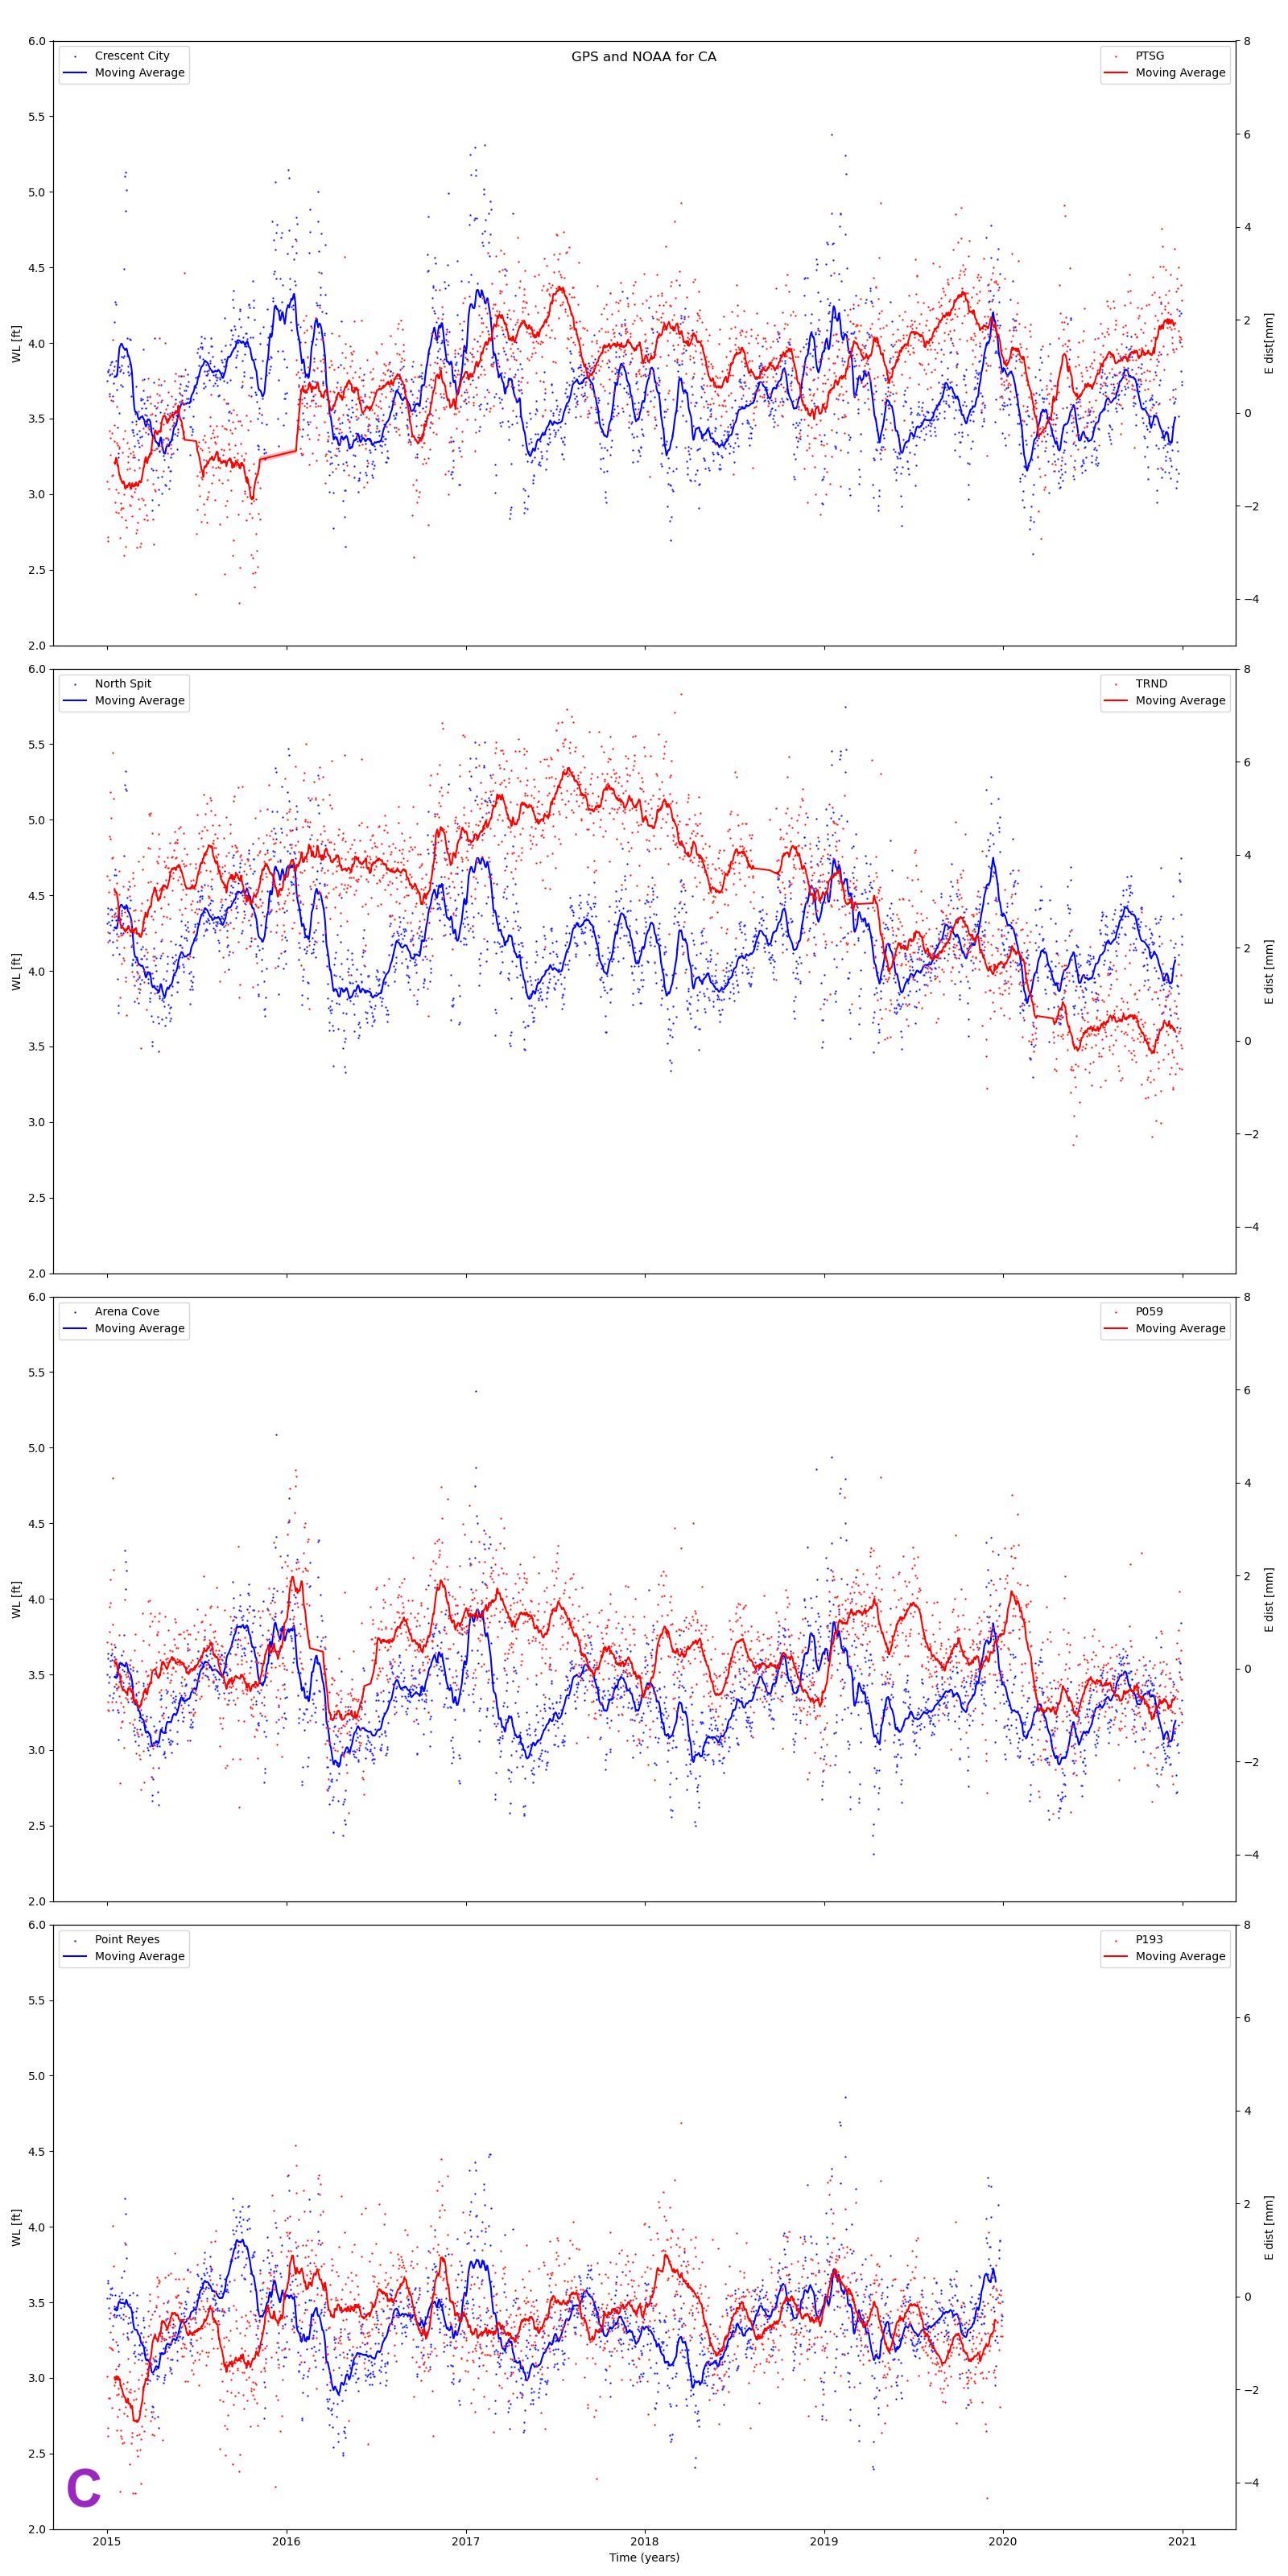 GPS and NOAA for CA
Crescent City
Moving Average
PTSG
Moving Average
6.0
5.5
5.0
4.5
4.0
3.5
3.0
2.5
2.0
WL [ft]
8
6
4
2
0
−2
−4
E dist[mm]
North Spit
Moving Average
TRND
Moving Average
6.0
5.5
5.0
4.5
4.0
3.5
3.0
2.5
2.0
WL [ft]
8
6
4
2
0
−2
−4
E dist [mm]
Arena Cove
Moving Average
P059
Moving Average
6.0
5.5
5.0
4.5
4.0
3.5
3.0
2.5
2.0
WL [ft]
8
6
4
2
0
−2
−4
E dist [mm]
Point Reyes
Moving Average
P193
Moving Average
6.0
5.5
5.0
4.5
4.0
3.5
3.0
2.5
2.0
WL [ft]
8
6
4
2
0
−2
−4
E dist [mm]
C
2015 2016 2017 2018 2019 2020 2021
Time (years)